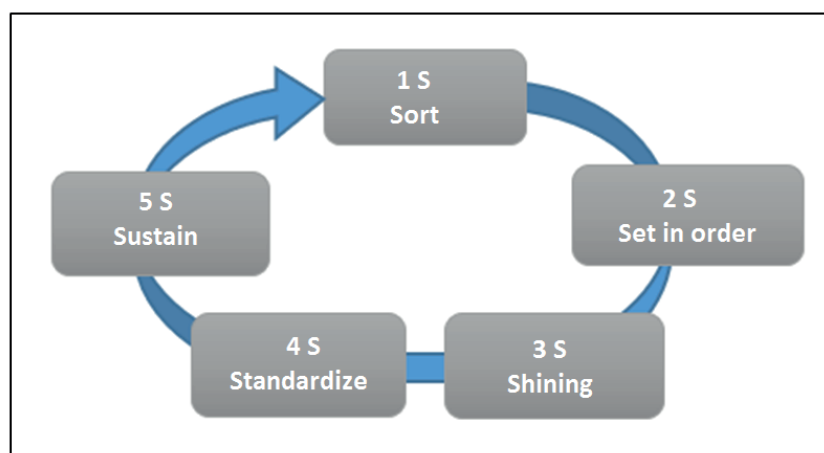 1 S
Sort
2 S
Set in order
3 S
Shining
4 S
Standardize
5 S
Sustain